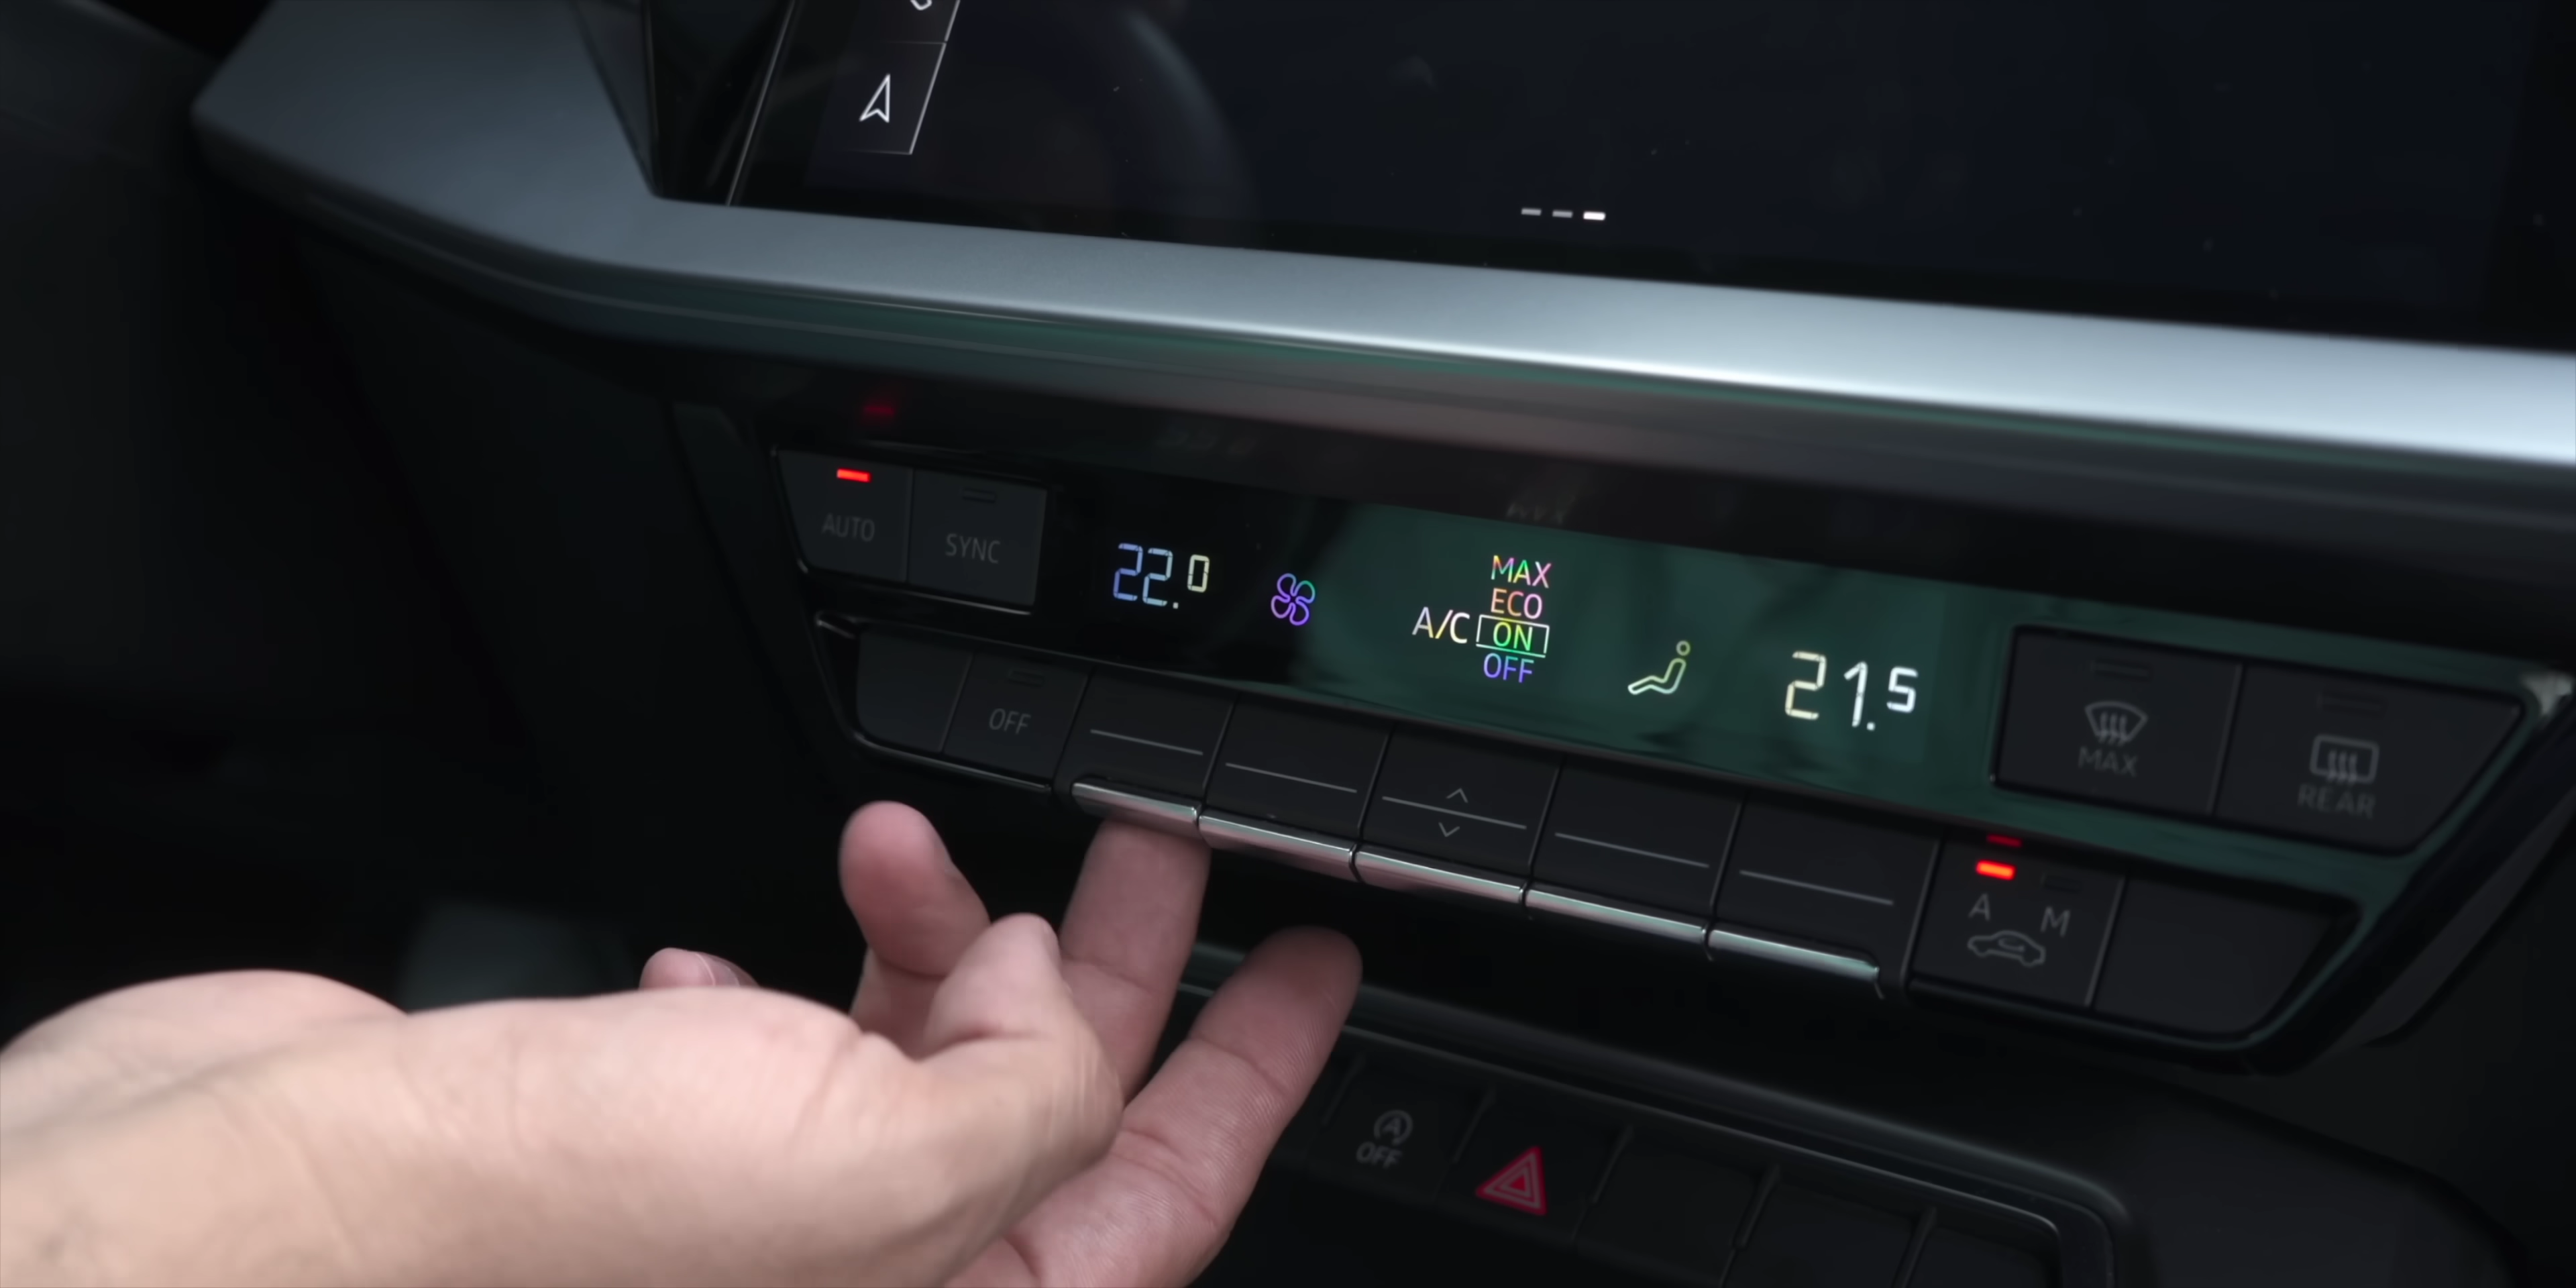 AUTO
SYNC
22.0
MAX
ECO
A/C ON
OFF
21.5
MAX
REAR
OFF
A M
A
OFF